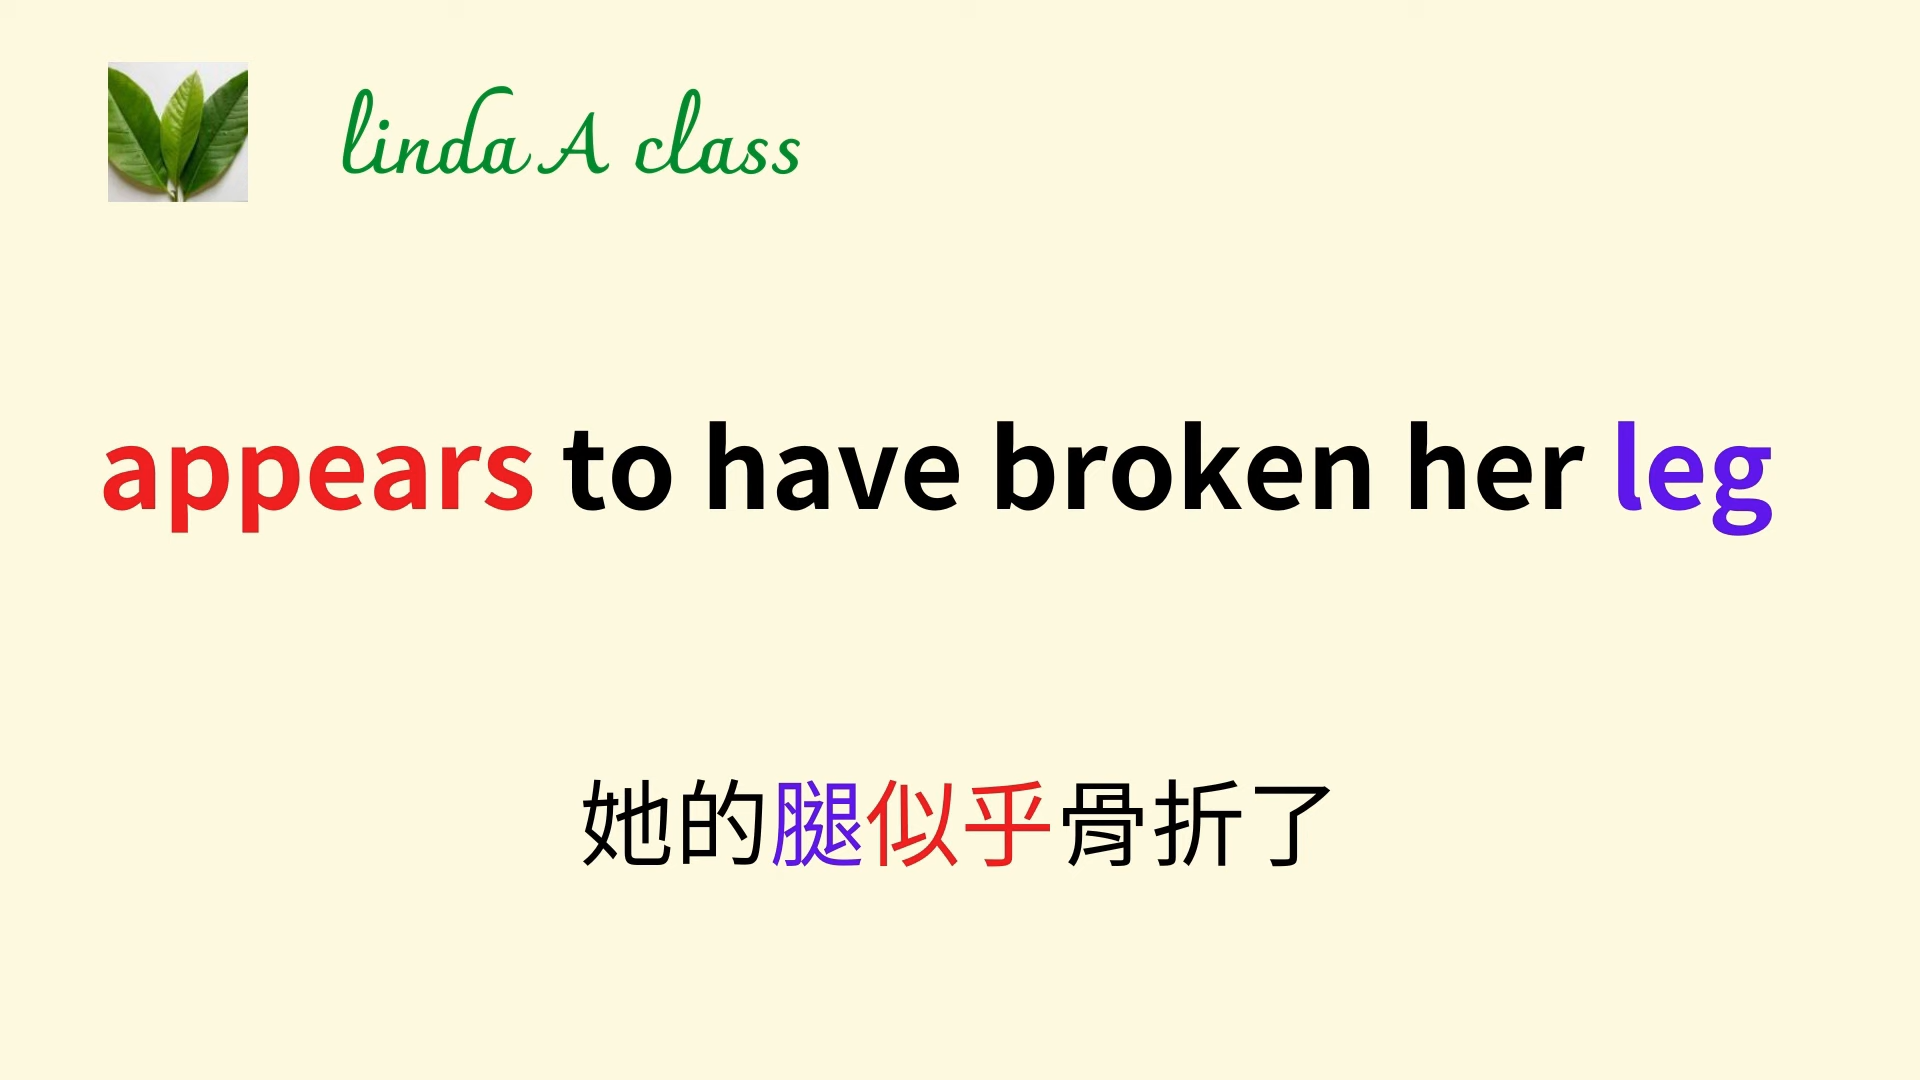 linda A class
appears to have broken her leg
她的腿似乎骨折了